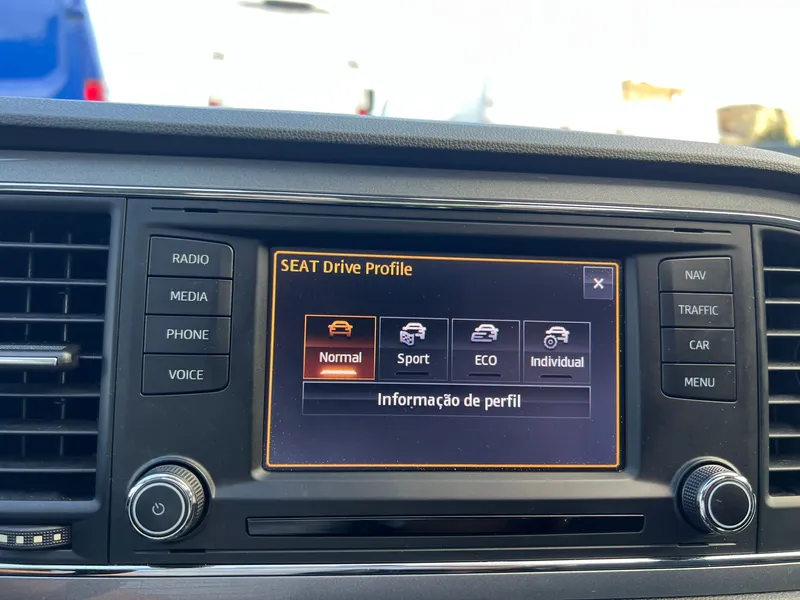 RADIO
MEDIA
PHONE
VOICE
SEAT Drive Profile
Normal
Sport
ECO
Individual
Informação de perfil
NAV
TRAFFIC
CAR
MENU